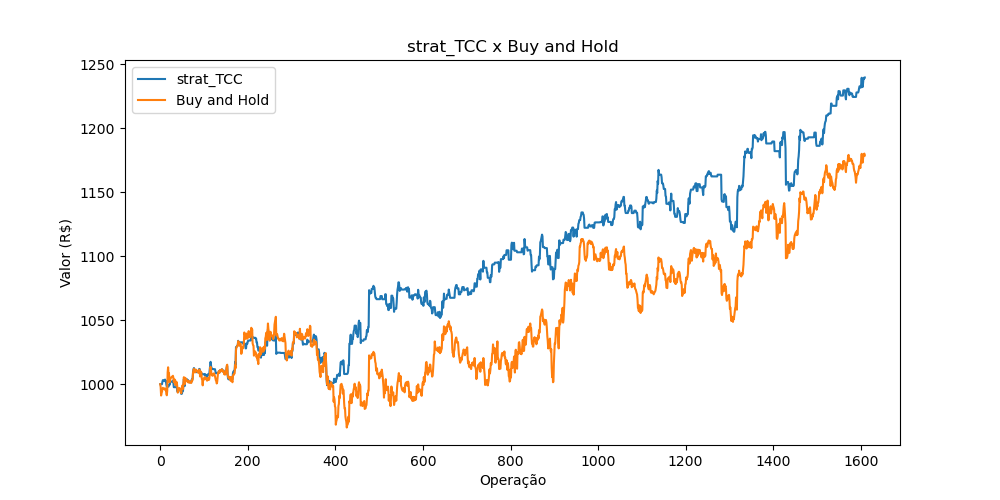 strat_TCC x Buy and Hold
strat_TCC
Buy and Hold
Valor (R$)
1250
1200
1150
1100
1050
1000
0 200 400 600 800 1000 1200 1400 1600
Operação